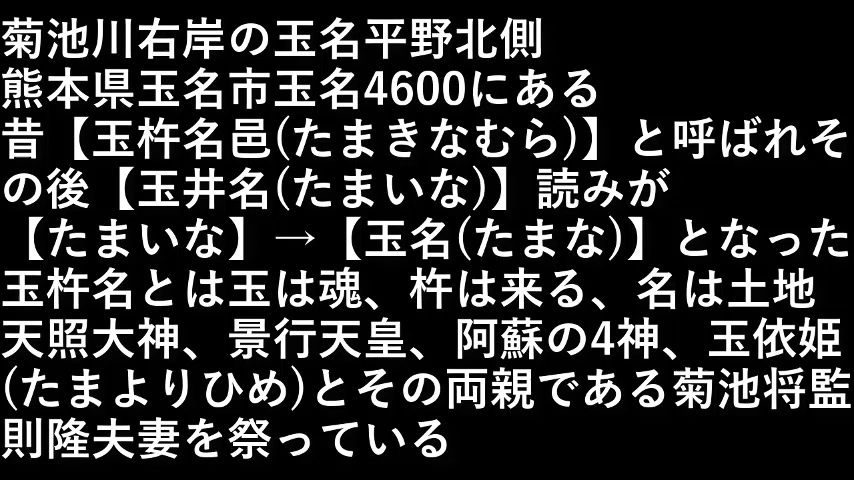 菊池川右岸の玉名平野北側
熊本県玉名市玉名4600にある
昔【玉杵名邑(たまきなむら)】と呼ばれそ
の後【玉井名(たまいな)】読みが
【たまいな】→【玉名(たまな)】となった
玉杵名とは玉は魂、杵は来る、名は土地
天照大神、景行天皇、阿蘇の4神、玉依姫
(たまよりひめ)とその両親である菊池将監
則隆夫妻を祭っている